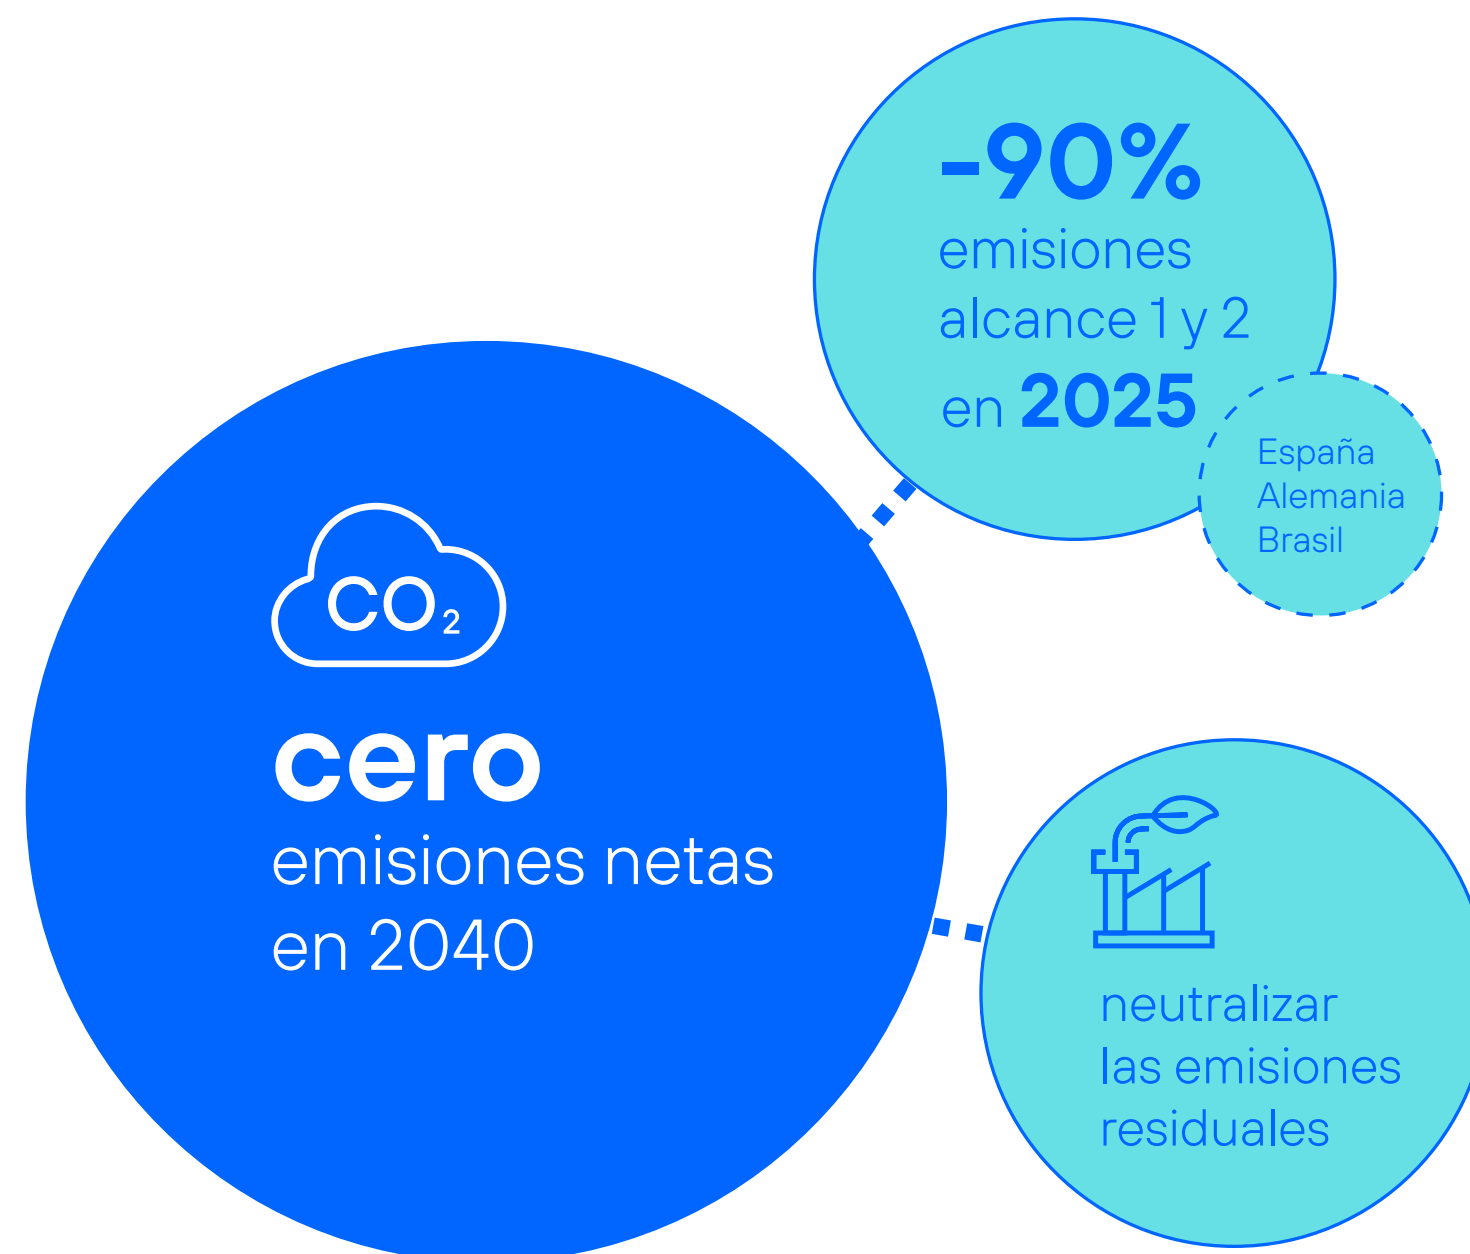 -90%
emisiones
alcance 1 y 2
en 2025
España
Alemania
Brasil
CO₂
cero
emisiones netas
en 2040
neutralizar
las emisiones
residuales